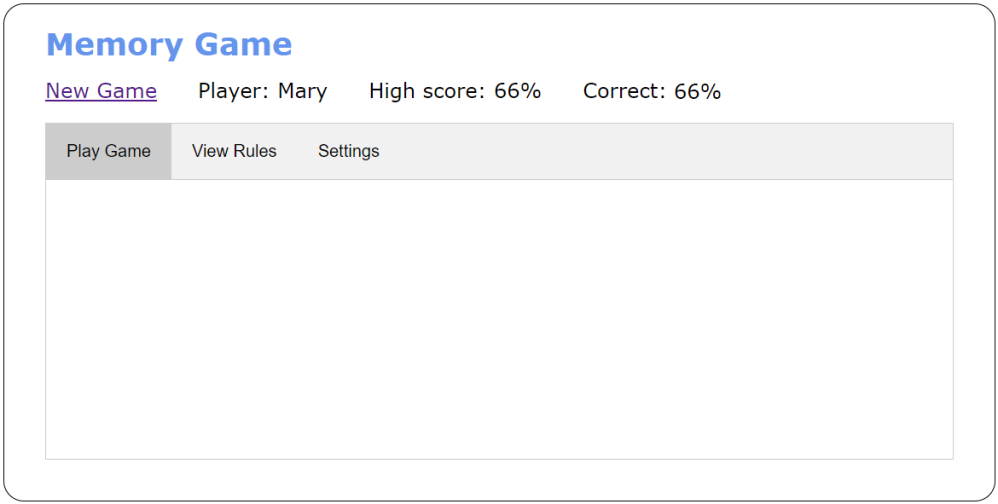 Memory Game
New Game Player: Mary High score: 66% Correct: 66%
Play Game View Rules Settings